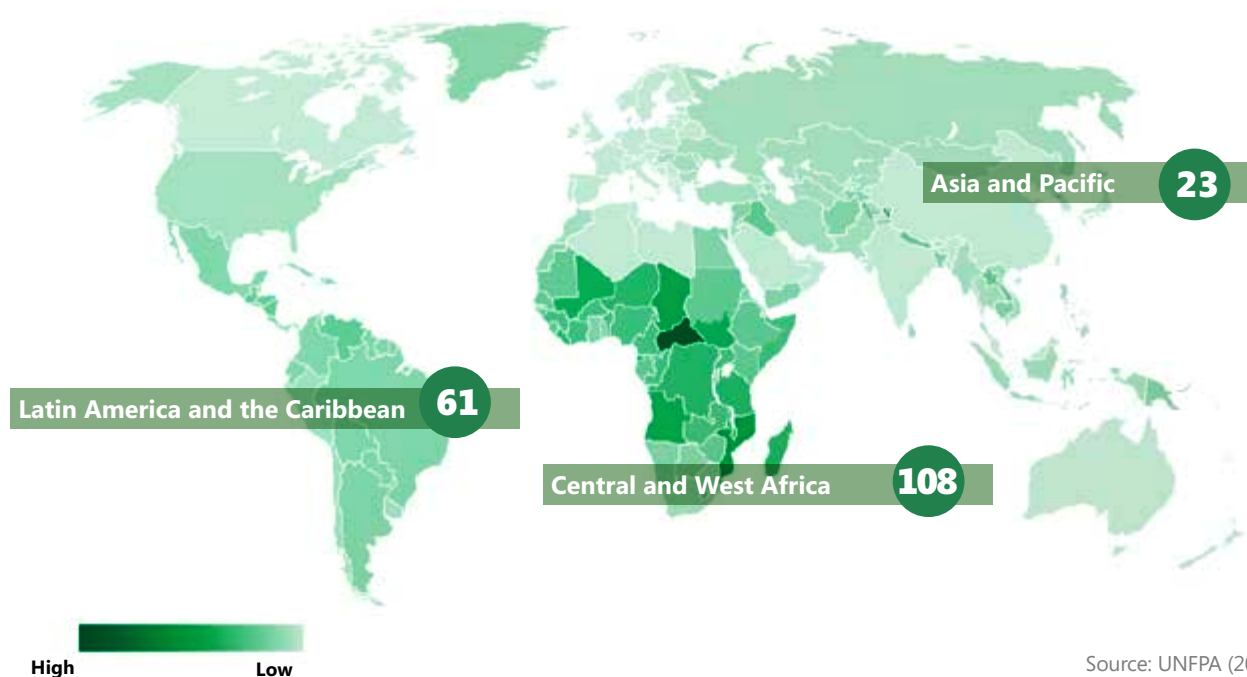 Asia and Pacific 23
Latin America and the Caribbean 61
Central and West Africa 108
High Low
Source: UNFPA (20